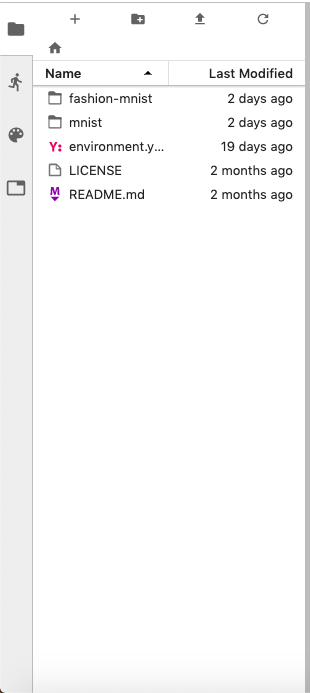 Name Last Modified
fashion-mnist 2 days ago
mnist 2 days ago
Y: environment.y... 19 days ago
LICENSE 2 months ago
M README.md 2 months ago